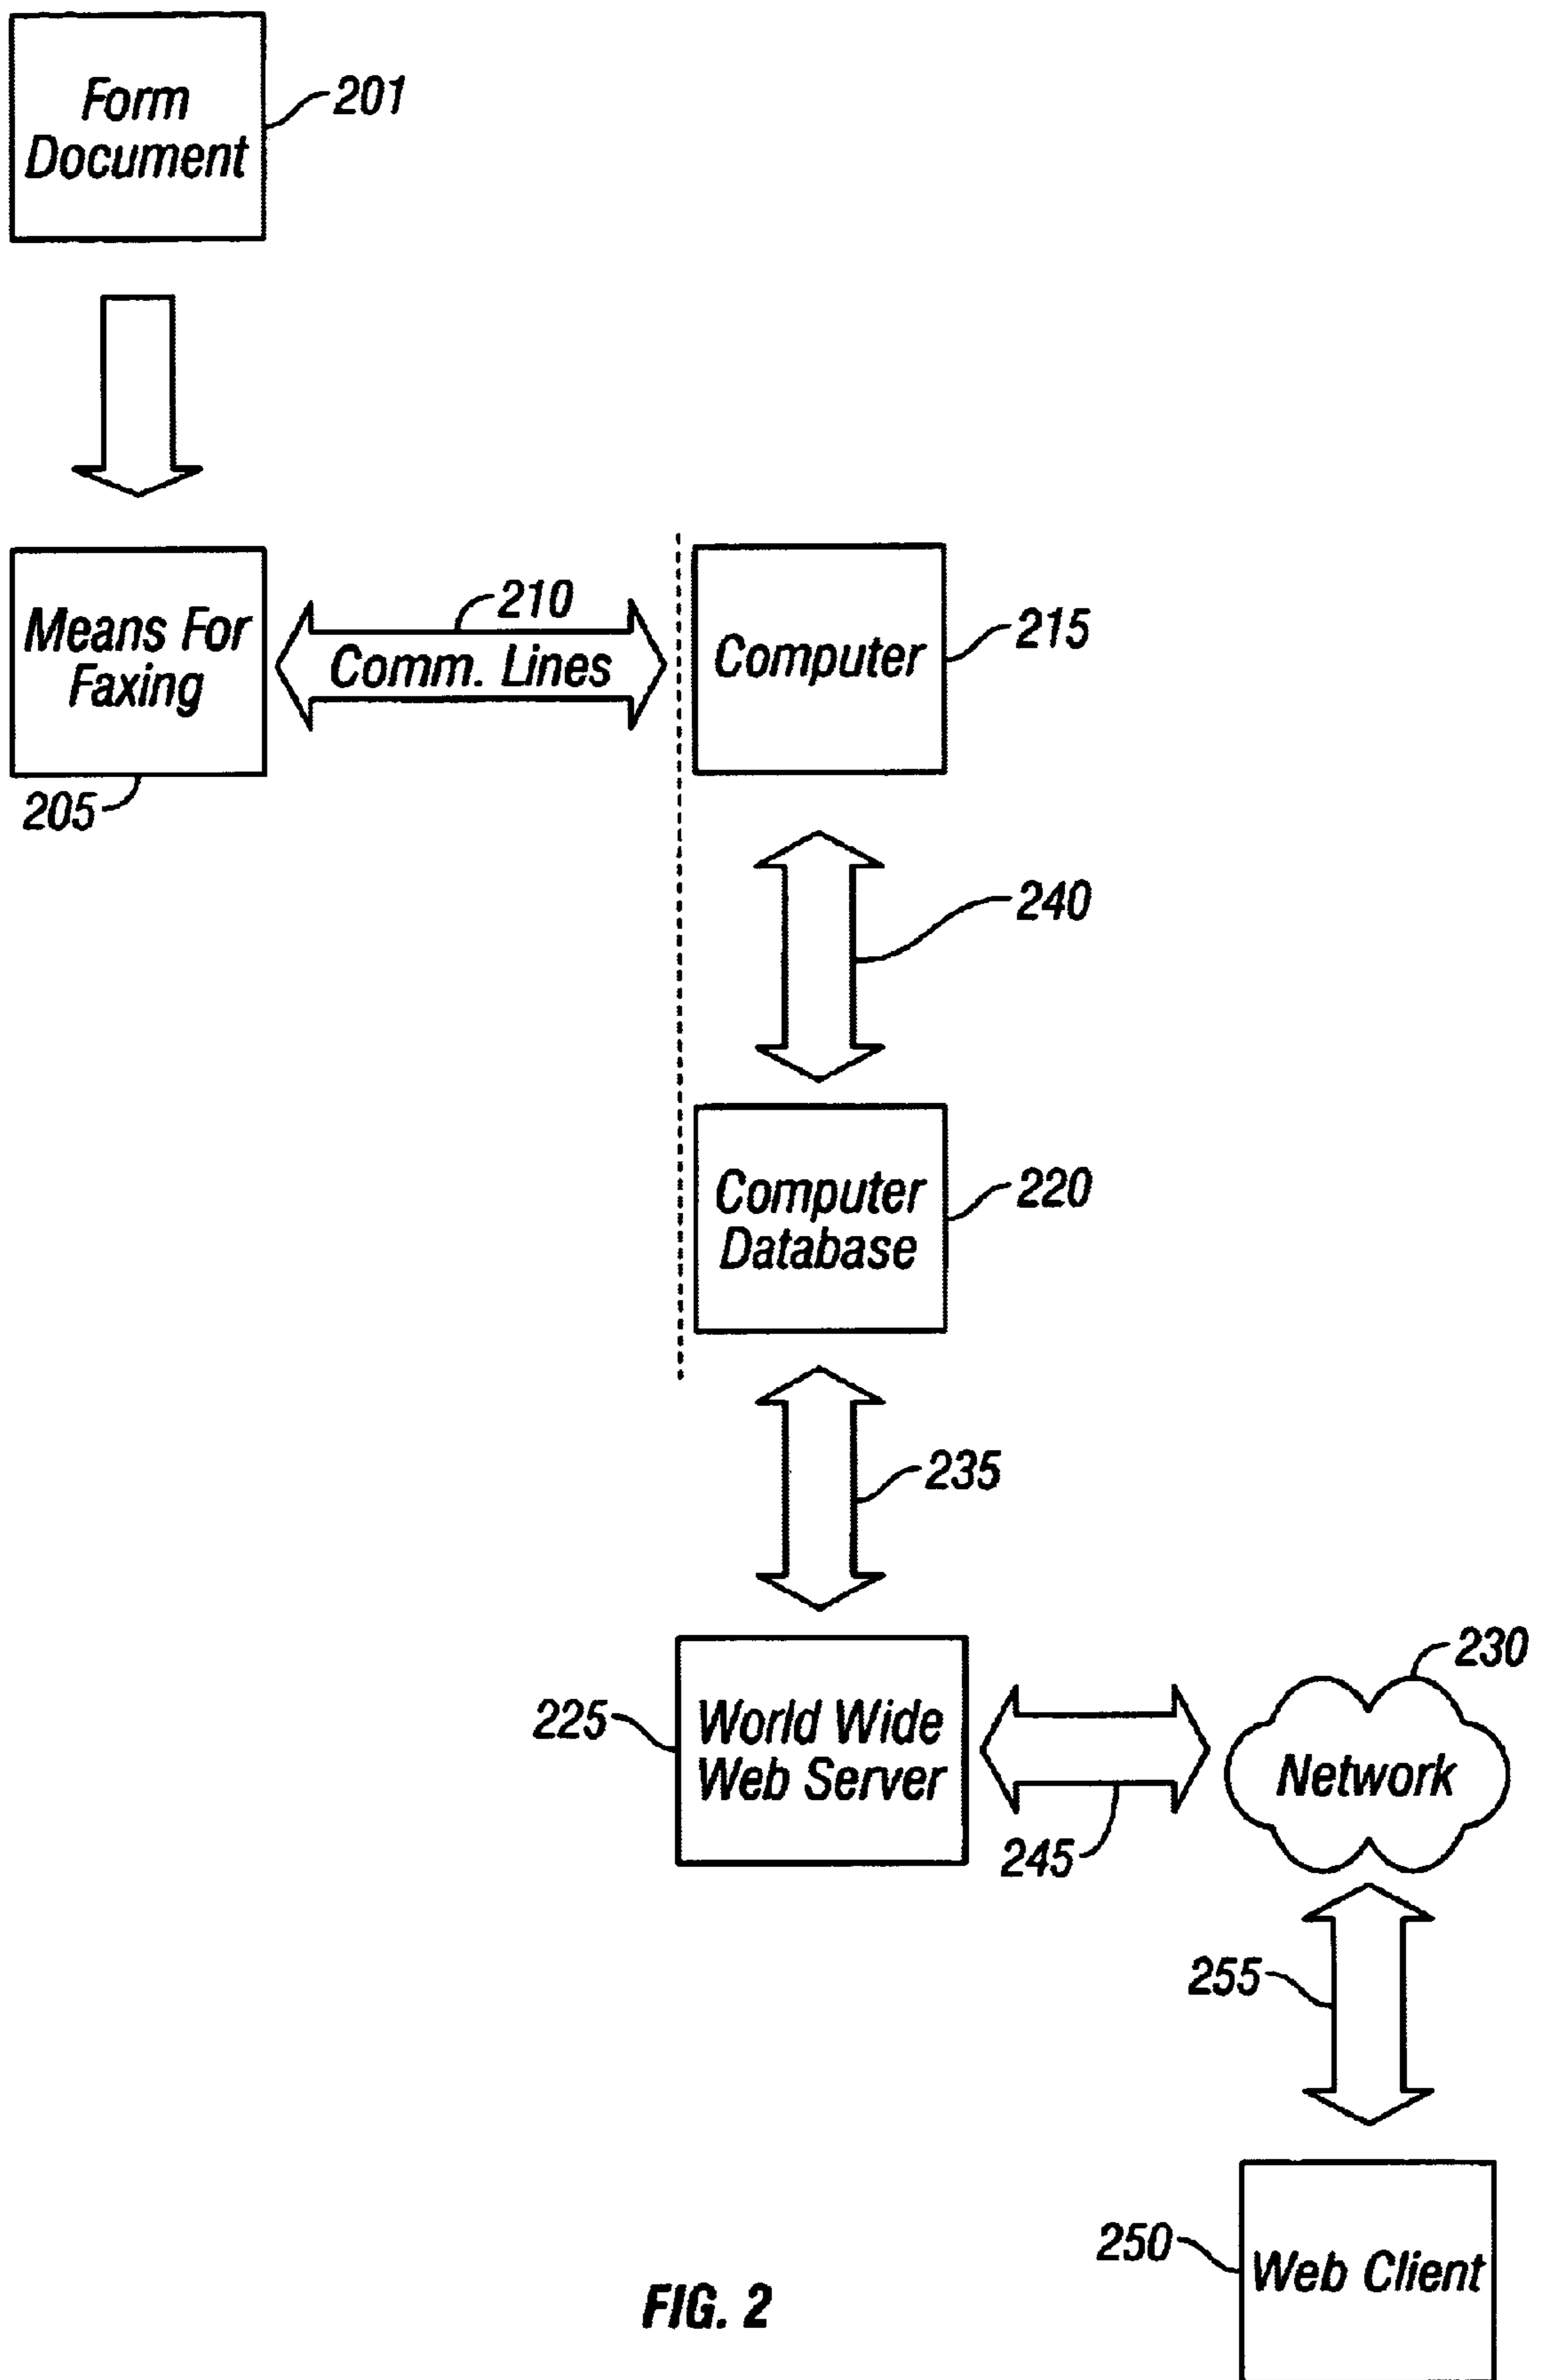 Form
Document
201
Means For
Faxing
205
210
Comm. Lines
Computer
215
240
Computer
Database
220
235
225
World Wide
Web Server
245
230
Network
255
250
Web Client
FIG. 2